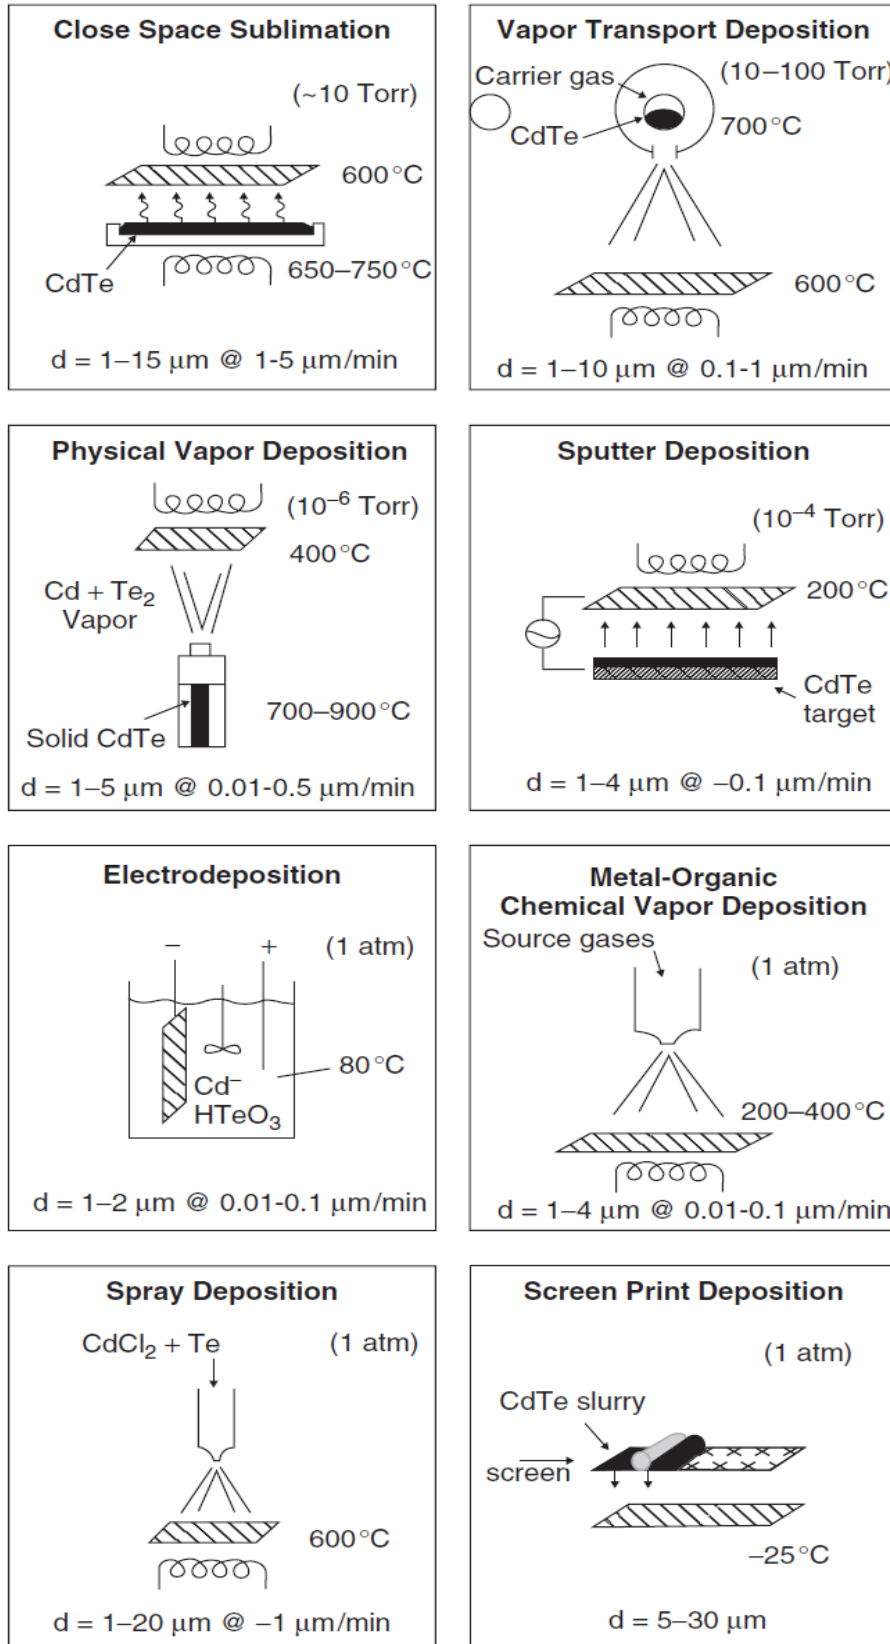 Close Space Sublimation
(~10 Torr)
600°C
CdTe
650–750°C
d = 1–15 μm @ 1-5 μm/min
Vapor Transport Deposition
Carrier gas
(10–100 Torr)
CdTe
700°C
600°C
d = 1–10 μm @ 0.1-1 μm/min
Physical Vapor Deposition
(10⁻⁶ Torr)
400°C
Cd + Te₂
Vapor
700–900°C
Solid CdTe
d = 1–5 μm @ 0.01-0.5 μm/min
Sputter Deposition
(10⁻⁴ Torr)
200°C
CdTe
target
d = 1–4 μm @ –0.1 μm/min
Electrodeposition
– + (1 atm)
80°C
Cd⁻
HTeO₃
d = 1–2 μm @ 0.01-0.1 μm/min
Metal-Organic
Chemical Vapor Deposition
Source gases
(1 atm)
200–400°C
d = 1–4 μm @ 0.01-0.1 μm/min
Spray Deposition
CdCl₂ + Te
(1 atm)
600°C
d = 1–20 μm @ –1 μm/min
Screen Print Deposition
(1 atm)
CdTe slurry
screen
–25°C
d = 5–30 μm